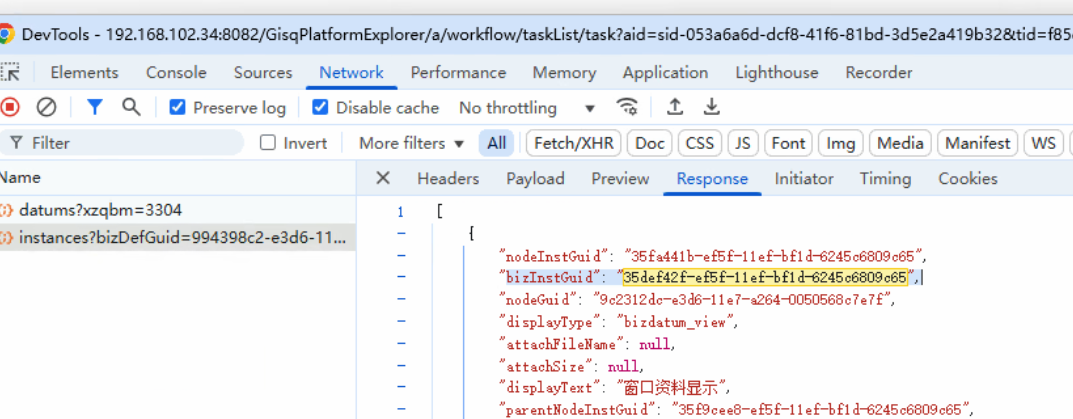 DevTools - 192.168.102.34:8082/GisqPlatformExplorer/a/workflow/taskList/task?aid=sid-053a6a6d-dcf8-41f6-81bd-3d5e2a419b32&tid=f85
Elements Console Sources Network Performance Memory Application Lighthouse Recorder
Preserve log Disable cache No throttling
Filter Invert More filters All Fetch/XHR Doc CSS JS Font Img Media Manifest WS
Name Headers Payload Preview Response Initiator Timing Cookies
datums?xzqbm=3304
instances?bizDefGuid=994398c2-e3d6-11...
1 [
- {
- "nodeInstGuid": "35fa441b-ef5f-11ef-bf1d-6245c6809c65",
- "bizInstGuid": "35def42f-ef5f-11ef-bf1d-6245c6809c65",
- "nodeGuid": "9c2312dc-e3d6-11e7-a264-0050568c7e7f",
- "displayType": "bizdatum_view",
- "attachFileName": null,
- "attachSize": null,
- "displayText": "窗口资料显示",
- "parentNodeInstGuid": "35f9cee8-ef5f-11ef-bf1d-6245c6809c65",